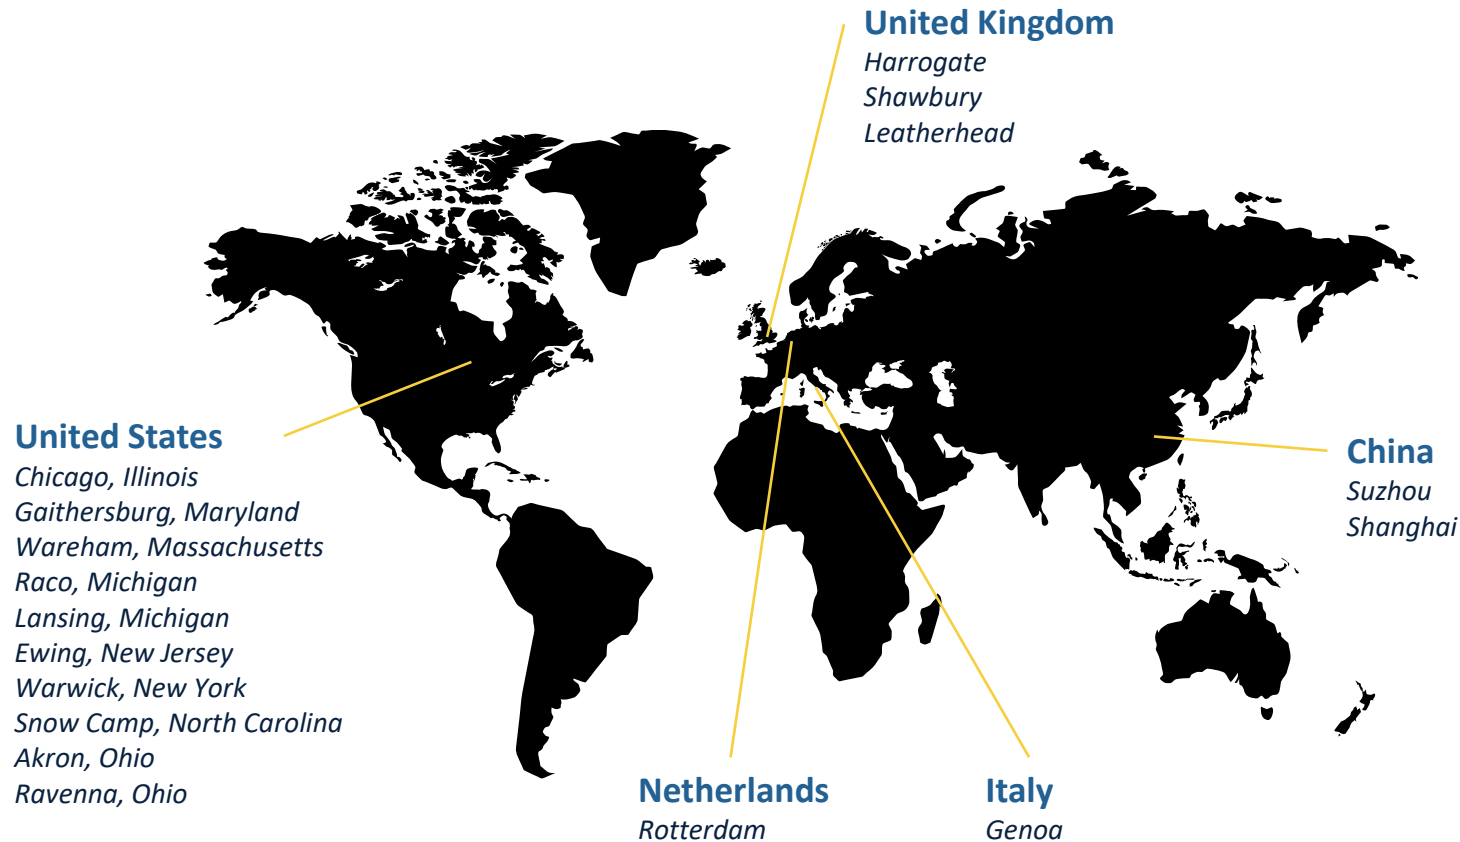 United Kingdom
Harrogate
Shawbury
Leatherhead
United States
Chicago, Illinois
Gaithersburg, Maryland
Wareham, Massachusetts
Raco, Michigan
Lansing, Michigan
Ewing, New Jersey
Warwick, New York
Snow Camp, North Carolina
Akron, Ohio
Ravenna, Ohio
China
Suzhou
Shanghai
Netherlands
Rotterdam
Italy
Genoa